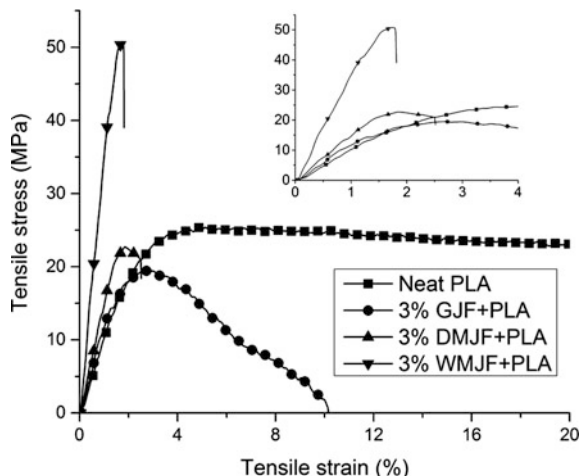 50
40
30
20
10
0
0
1
2
3
4
Tensile stress (MPa)
50
40
30
20
10
0
Neat PLA
3% GJF+PLA
3% DMJF+PLA
3% WMJF+PLA
0 4 8 12 16 20
Tensile strain (%)